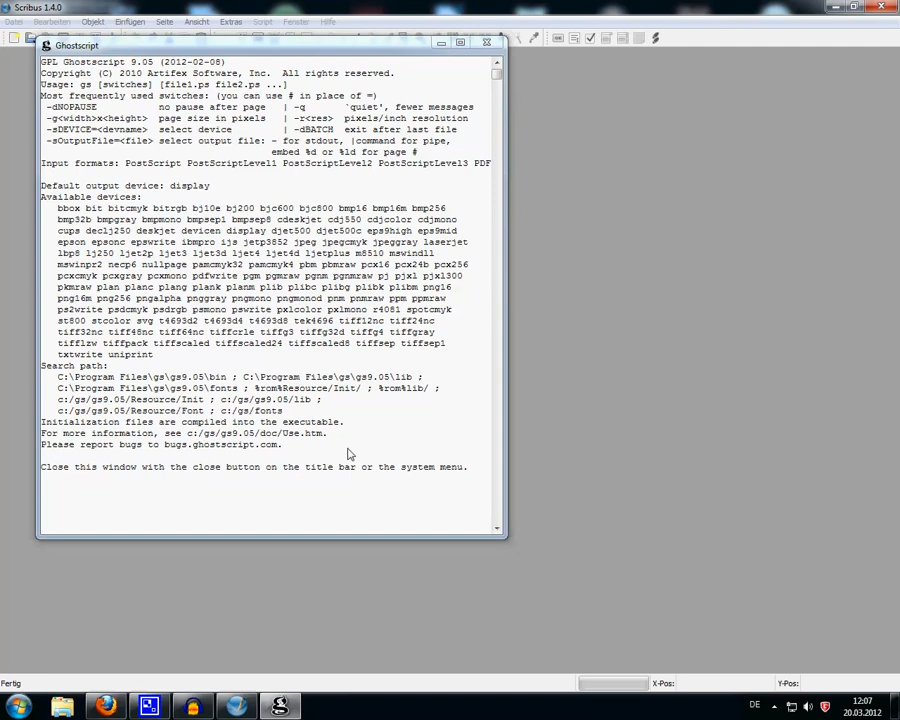 Scribus 1.4.0
Datei Bearbeiten Objekt Einfügen Seite Ansicht Extras Script Fenster Hilfe
Ghostscript
GPL Ghostscript 9.05 (2012-02-08)
Copyright (C) 2010 Artifex Software, Inc.  All rights reserved.
Usage: gs [switches] [file1.ps file2.ps ...]
Most frequently used switches: (you can use # in place of =)
-dNOPAUSE no pause after page | -q `quiet', fewer messages
-g<width>x<height> page size in pixels | -r<res> pixels/inch resolution
-sDEVICE=<devname> select device | -dBATCH exit after last file
-sOutputFile=<file> select output file: - for stdout, |command for pipe,
embed %d or %ld for page #
Input formats: PostScript PostScriptLevel1 PostScriptLevel2 PostScriptLevel3 PDF
Default output device: display
Available devices:
bbox bit bitcmyk bitrgb bj10e bj200 bjc600 bjc800 bmp16 bmp16m bmp256
bmp32b bmpgray bmpmono bmpsep1 bmpsep8 cdeskjet cdj550 cdjcolor cdjmono
cups declj250 deskjet devicen display djet500 djet500c eps9high eps9mid
epson epsonc epswrite ibmpro ijs jetp3852 jpeg jpegcmyk jpeggray laserjet
lbp8 lj250 ljet2p ljet3 ljet3d ljet4 ljet4d ljetplus m8510 mswindll
mswinpr2 necp6 nullpage pamcmyk32 pamcmyk4 pbm pbmraw pcx16 pcx24b pcx256
pcxcmyk pcxgray pcxmono pdfwrite pgm pgmraw pgnm pgnmraw pj pjxl pjxl300
pkmraw plan planc plang plank planm plib plibc plibg plibk plibm png16
png16m png256 pngalpha pnggray pngmono pngmonod pnm pnmraw ppm ppmraw
ps2write psdcmyk psdrgb psmono pswrite pxlcolor pxlmono r4081 spotcmyk
st800 stcolor svg t4693d2 t4693d4 t4693d8 tek4696 tiff12nc tiff24nc
tiff32nc tiff48nc tiff64nc tiffcrle tiffg3 tiffg32d tiffg4 tiffgray
tifflzw tiffpack tiffscaled tiffscaled24 tiffscaled8 tiffsep tiffsep1
txtwrite uniprint
Search path:
C:\Program Files\gs\gs9.05\bin ; C:\Program Files\gs\gs9.05\lib ;
C:\Program Files\gs\gs9.05\fonts ; %rom%Resource/Init/ ; %rom%lib/ ;
c:/gs/gs9.05/Resource/Init ; c:/gs/gs9.05/lib ;
c:/gs/gs9.05/Resource/Font ; c:/gs/fonts
Initialization files are compiled into the executable.
For more information, see c:/gs/gs9.05/doc/Use.htm.
Please report bugs to bugs.ghostscript.com.
Close this window with the close button on the title bar or the system menu.
Fertig X-Pos: Y-Pos:
DE 12:07
20.03.2012